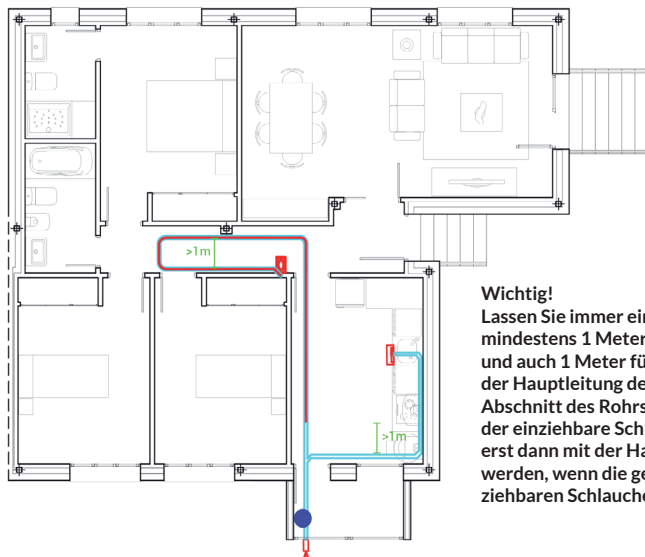 >1m
>1m
Wichtig!
Lassen Sie immer ein
mindestens 1 Meter
und auch 1 Meter fü
der Hauptleitung de
Abschnitt des Rohrs
der einziehbare Sch
erst dann mit der Ha
werden, wenn die ge
ziehbaren Schlauche